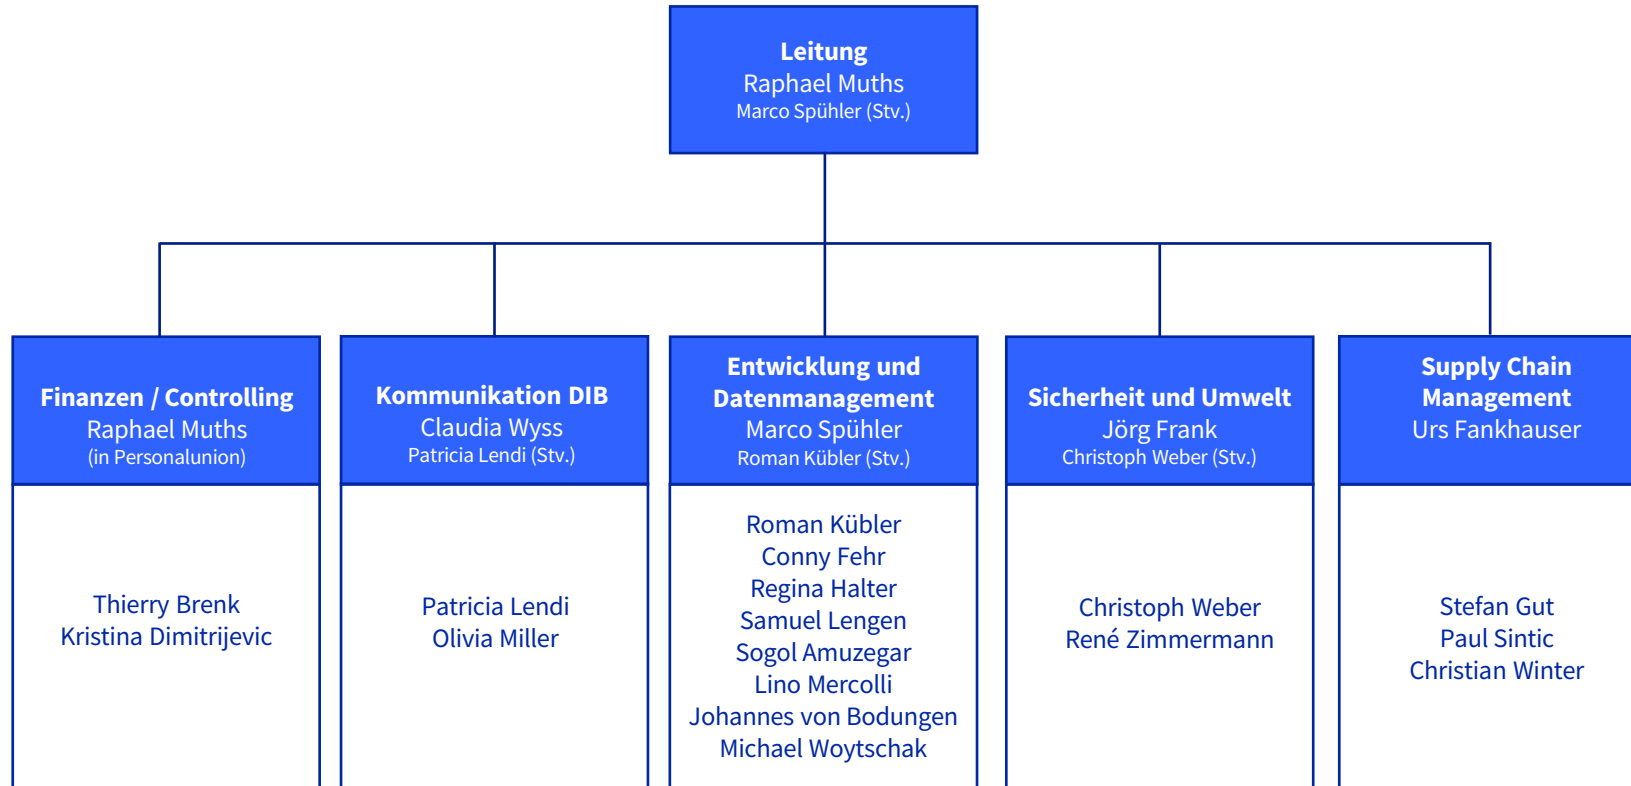 Leitung
Raphael Muths
Marco Spühler (Stv.)
Finanzen / Controlling
Raphael Muths
(in Personalunion)
Thierry Brenk
Kristina Dimitrijevic
Kommunikation DIB
Claudia Wyss
Patricia Lendi (Stv.)
Patricia Lendi
Olivia Miller
Entwicklung und
Datenmanagement
Marco Spühler
Roman Kübler (Stv.)
Roman Kübler
Conny Fehr
Regina Halter
Samuel Lengen
Sogol Amuzegar
Lino Mercolli
Johannes von Bodungen
Michael Woytschak
Sicherheit und Umwelt
Jörg Frank
Christoph Weber (Stv.)
Christoph Weber
René Zimmermann
Supply Chain
Management
Urs Fankhauser
Stefan Gut
Paul Sintic
Christian Winter